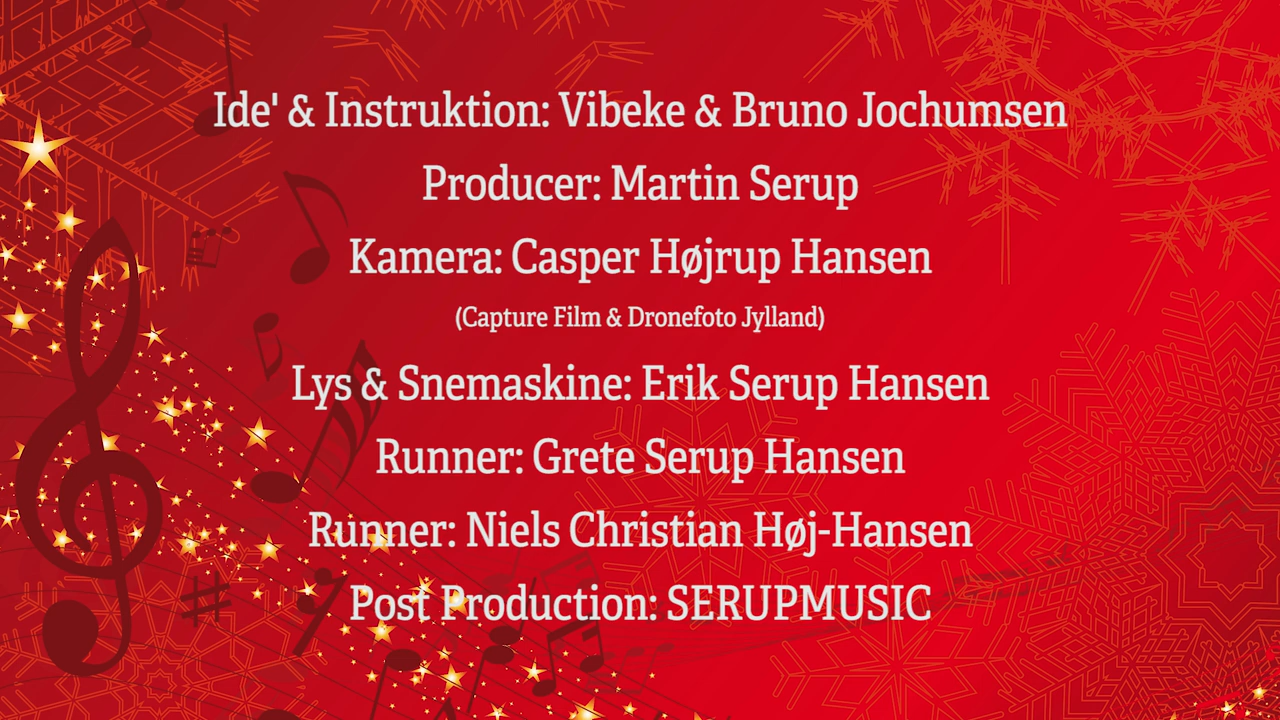 Ide' & Instruktion: Vibeke & Bruno Jochumsen
Producer: Martin Serup
Kamera: Casper Højrup Hansen
(Capture Film & Dronefoto Jylland)
Lys & Snemaskine: Erik Serup Hansen
Runner: Grete Serup Hansen
Runner: Niels Christian Høj-Hansen
Post Production: SERUPMUSIC